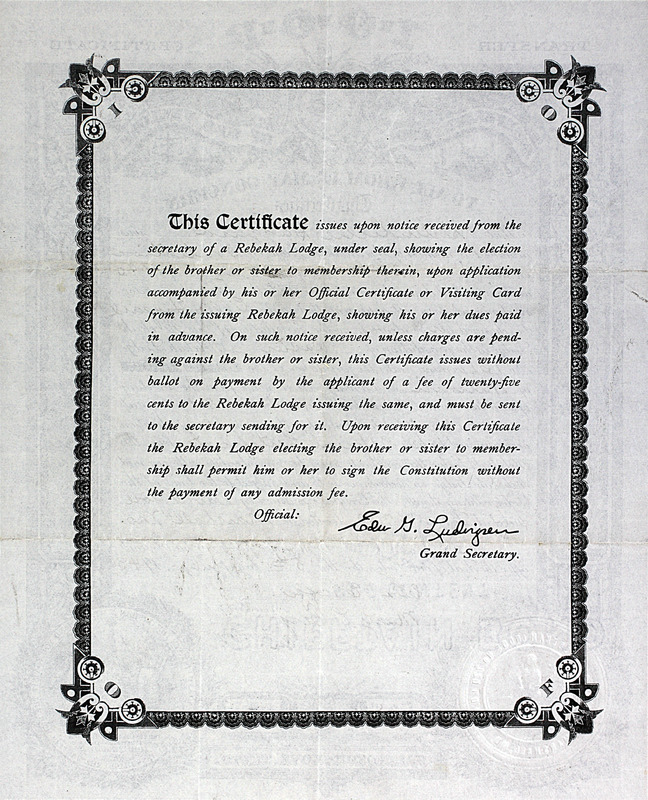 I O
This Certificate issues upon notice received from the
secretary of a Rebekah Lodge, under seal, showing the election
of the brother or sister to membership therein, upon application
accompanied by his or her Official Certificate or Visiting Card
from the issuing Rebekah Lodge, showing his or her dues paid
in advance. On such notice received, unless charges are pend-
ing against the brother or sister, this Certificate issues without
ballot on payment by the applicant of a fee of twenty-five
cents to the Rebekah Lodge issuing the same, and must be sent
to the secretary sending for it. Upon receiving this Certificate
the Rebekah Lodge electing the brother or sister to member-
ship shall permit him or her to sign the Constitution without
the payment of any admission fee.
Official:
Grand Secretary.
O F